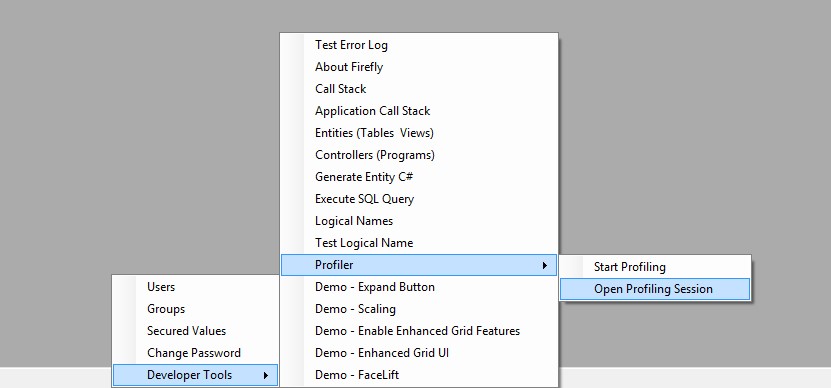 Test Error Log
About Firefly
Call Stack
Application Call Stack
Entities (Tables  Views)
Controllers (Programs)
Generate Entity C#
Execute SQL Query
Logical Names
Test Logical Name
Profiler
Demo - Expand Button
Demo - Scaling
Demo - Enable Enhanced Grid Features
Demo - Enhanced Grid UI
Demo - FaceLift
Start Profiling
Open Profiling Session
Users
Groups
Secured Values
Change Password
Developer Tools